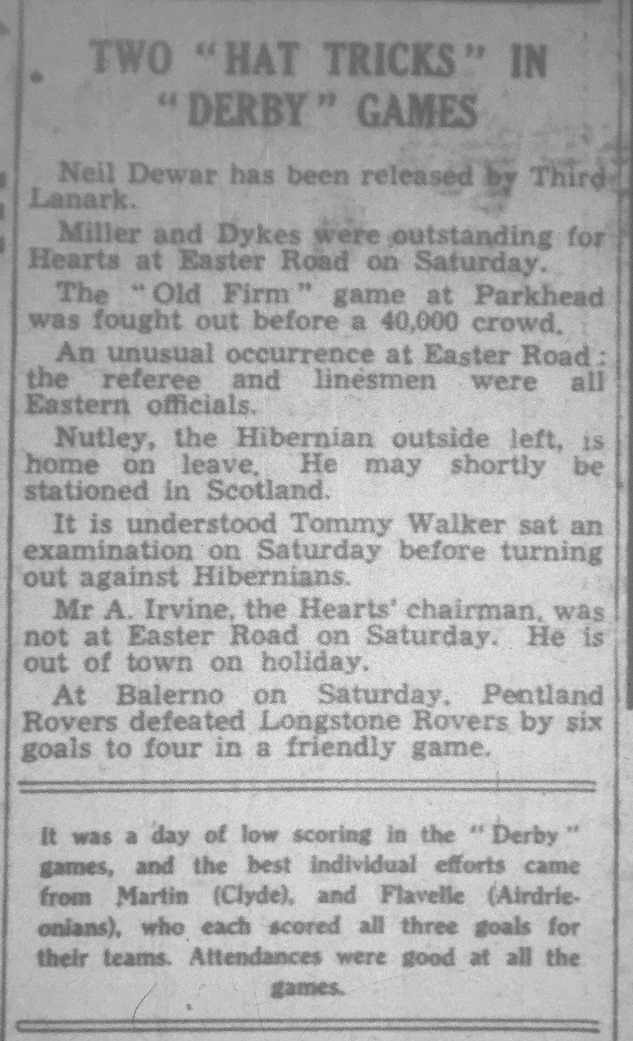 TWO "HAT TRICKS" IN
"DERBY" GAMES
Neil Dewar has been released by Third
Lanark.
Miller and Dykes were outstanding for
Hearts at Easter Road on Saturday.
The "Old Firm" game at Parkhead
was fought out before a 40,000 crowd.
An unusual occurrence at Easter Road:
the referee and linesmen were all
Eastern officials.
Nutley, the Hibernian outside left, is
home on leave. He may shortly be
stationed in Scotland.
It is understood Tommy Walker sat an
examination on Saturday before turning
out against Hibernians.
Mr A. Irvine, the Hearts' chairman, was
not at Easter Road on Saturday. He is
out of town on holiday.
At Balerno on Saturday, Pentland
Rovers defeated Longstone Rovers by six
goals to four in a friendly game.
It was a day of low scoring in the "Derby"
games, and the best individual efforts came
from Martin (Clyde), and Flavelle (Airdrie-
onians), who each scored all three goals for
their teams. Attendances were good at all the
games.